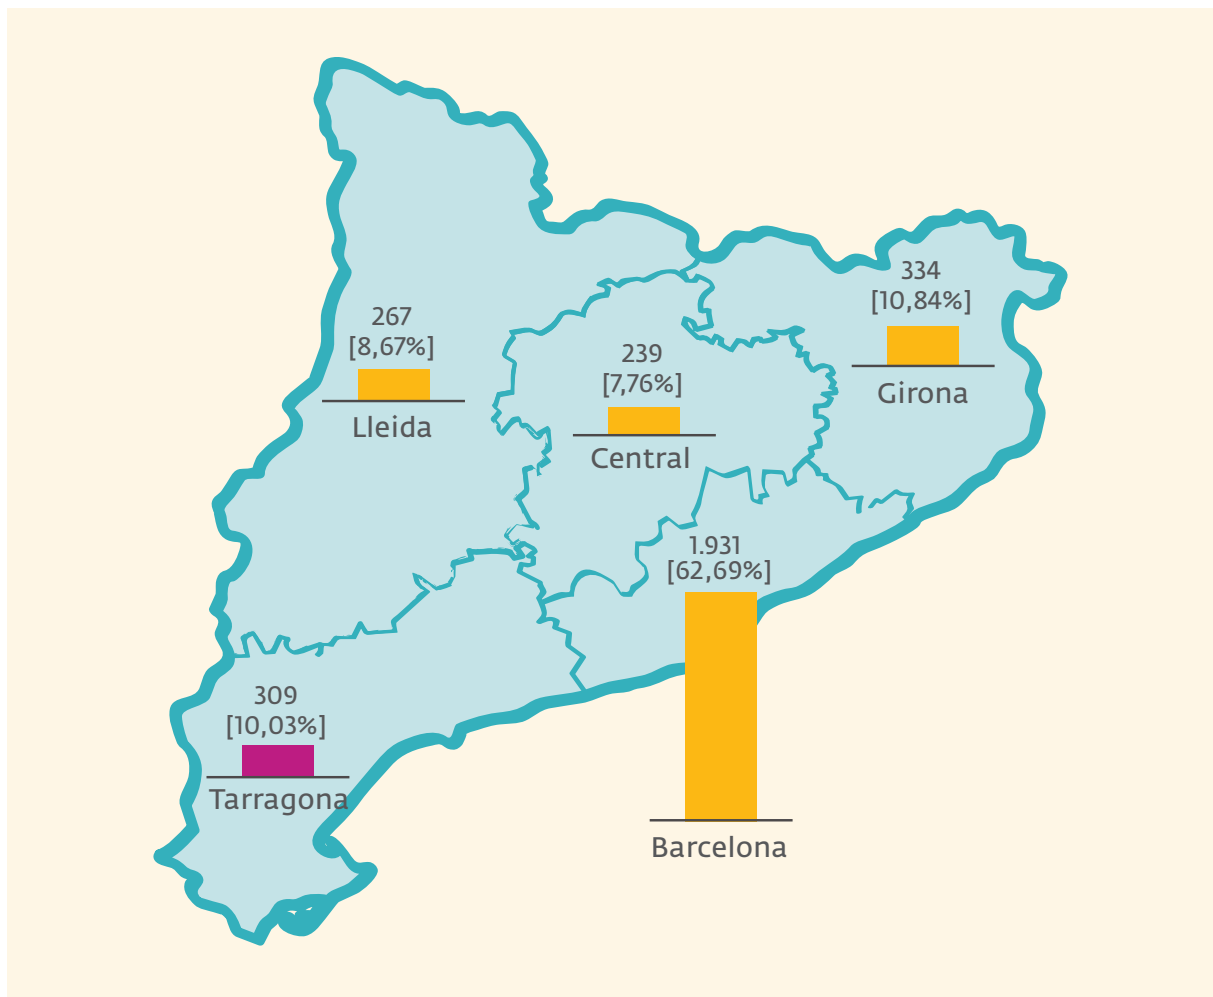 334
[10,84%]
Girona
267
[8,67%]
Lleida
239
[7,76%]
Central
1.931
[62,69%]
Barcelona
309
[10,03%]
Tarragona